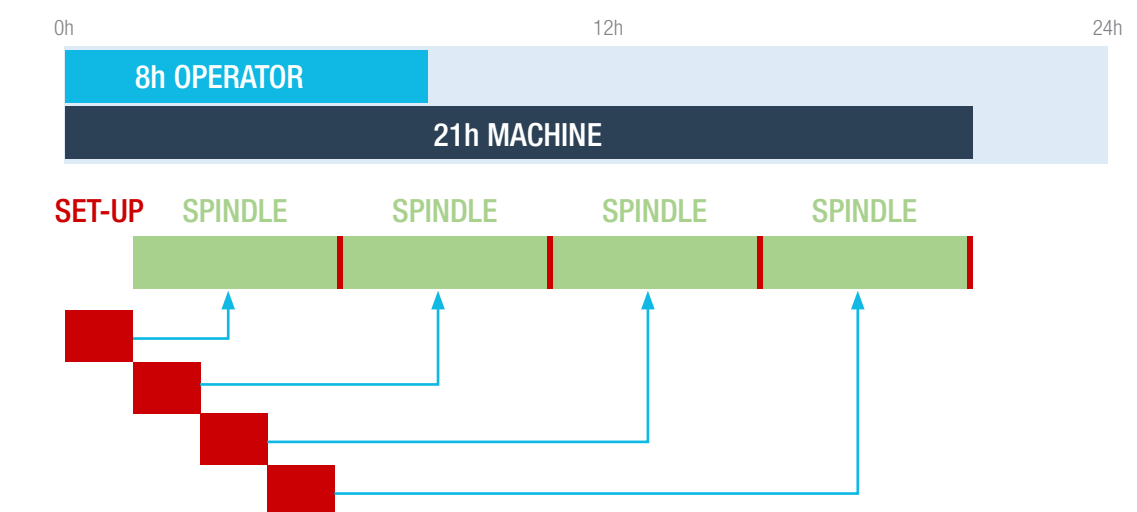 0h 12h 24h
8h OPERATOR
21h MACHINE
SET-UP SPINDLE SPINDLE SPINDLE SPINDLE